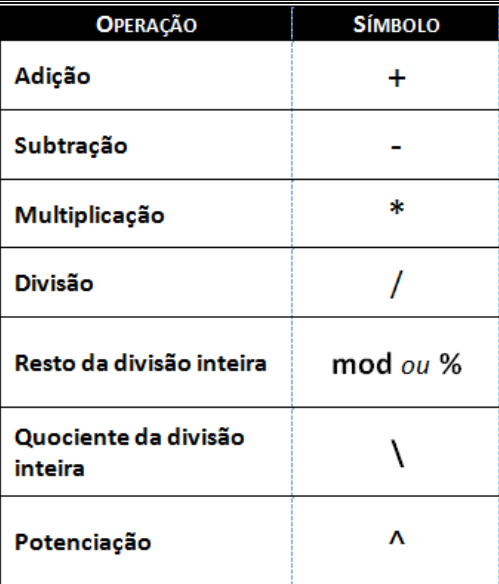 OPERAÇÃO SÍMBOLO
Adição +
Subtração -
Multiplicação *
Divisão /
Resto da divisão inteira mod ou %
Quociente da divisão
inteira \
Potenciação ^